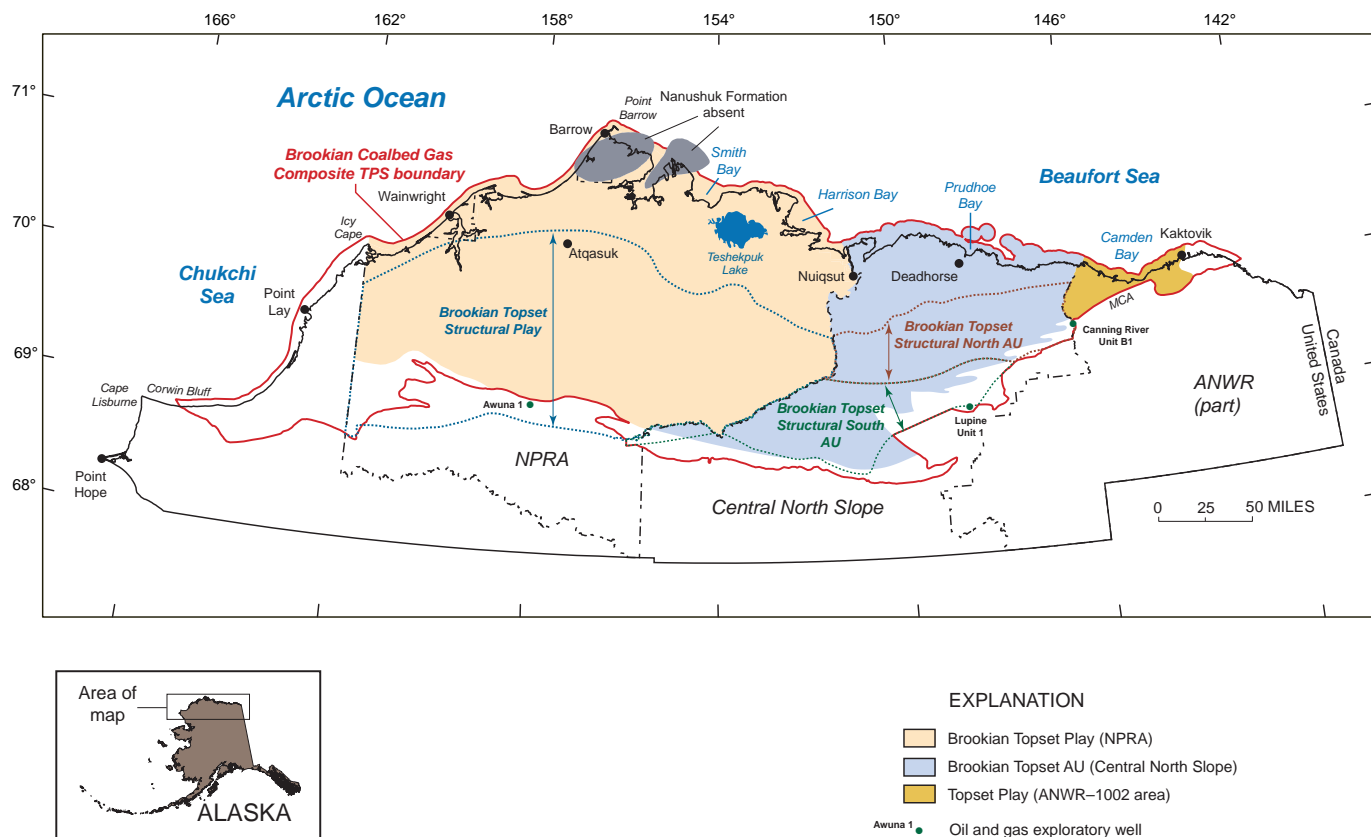 166°
162°
158°
154°
150°
146°
142°
71°
70°
69°
68°
Arctic Ocean
Point
Barrow
Nanushuk Formation
absent
Barrow
Brookian Coalbed Gas
Composite TPS boundary
Wainwright
Smith
Bay
Harrison Bay
Prudhoe
Bay
Beaufort Sea
Icy
Cape
Camden
Bay
Kaktovik
Atqasuk
Teshekpuk
Lake
Nuiqsut
Deadhorse
Chukchi
Sea
Point
Lay
MCA
Brookian Topset
Structural Play
Brookian Topset
Structural North AU
Canning River
Unit B1
Canada
United States
Cape
Lisburne
Corwin Bluff
Awuna 1
Brookian Topset
Structural South
AU
Lupine
Unit 1
ANWR
(part)
NPRA
Point
Hope
Central North Slope
0 25 50 MILES
Area of
map
ALASKA
EXPLANATION
Brookian Topset Play (NPRA)
Brookian Topset AU (Central North Slope)
Topset Play (ANWR–1002 area)
Awuna 1 Oil and gas exploratory well